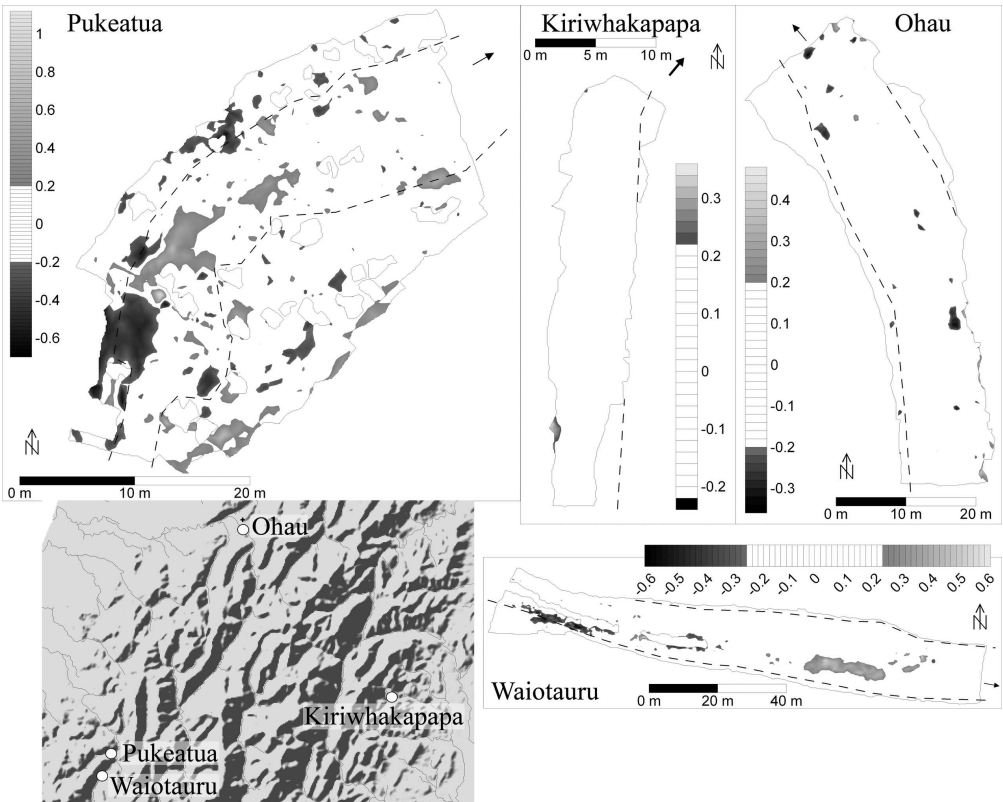 Pukeatua
1
0.8
0.6
0.4
0.2
0
-0.2
-0.4
-0.6
N
0 m 10 m 20 m
Kiriwhakapapa
0 m 5 m 10 m
N
0.3
0.2
0.1
0
-0.1
-0.2
Ohau
0.4
0.3
0.2
0.1
0
-0.1
-0.2
-0.3
N
0 m 10 m 20 m
Ohau
Kiriwhakapapa
Pukeatua
Waiotauru
-0.6 -0.5 -0.4 -0.3 -0.2 -0.1 0 0.1 0.2 0.3 0.4 0.5 0.6
N
Waiotauru
0 m 20 m 40 m